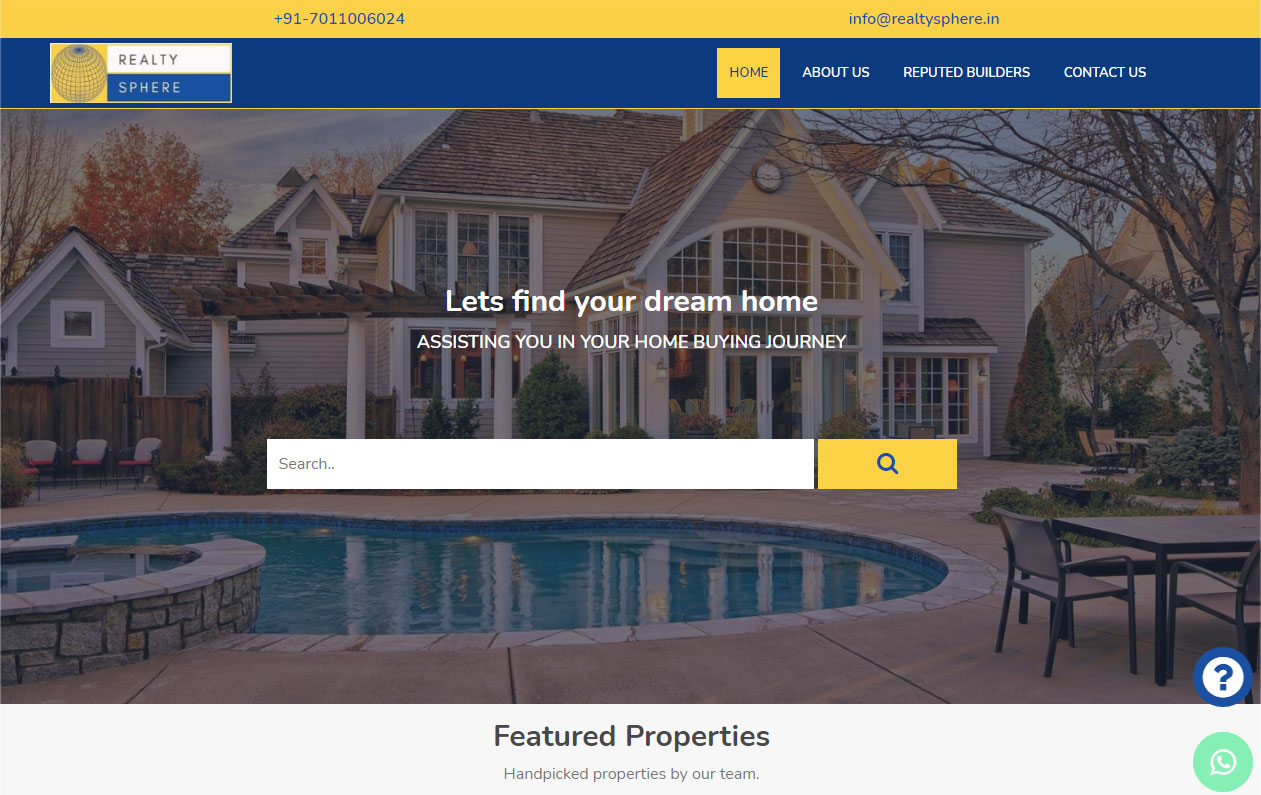 +91-7011006024
info@realtysphere.in
REALTY
SPHERE
HOME
ABOUT US
REPUTED BUILDERS
CONTACT US
Lets find your dream home
ASSISTING YOU IN YOUR HOME BUYING JOURNEY
Search..
?
Featured Properties
Handpicked properties by our team.